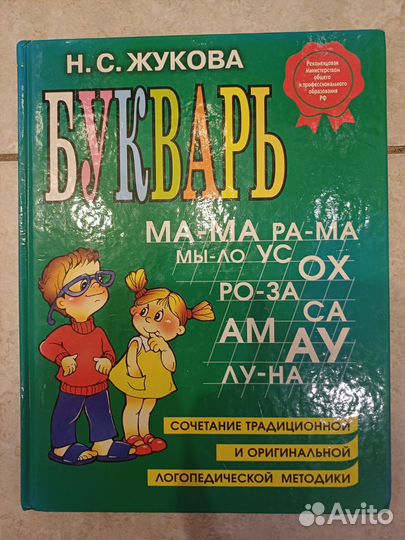 Н. С. ЖУКОВА
Рекомендован
Министерством
общего
и профессионального
образования
РФ
БУКВАРЬ
МА-МА РА-МА
МЫ-ЛО УС ОХ
РО-ЗА СА
АМ АУ
ЛУ-НА
СОЧЕТАНИЕ ТРАДИЦИОННОЙ
И ОРИГИНАЛЬНОЙ
ЛОГОПЕДИЧЕСКОЙ МЕТОДИКИ
Avito